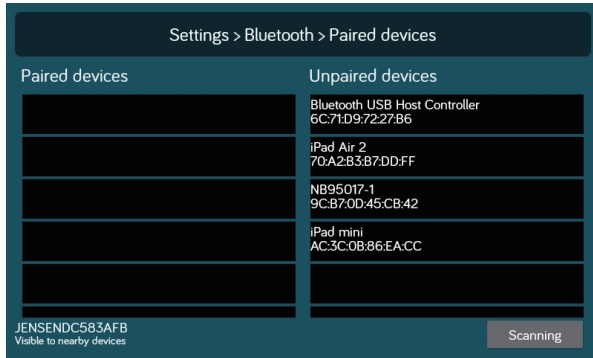 Settings > Bluetooth > Paired devices
Paired devices
Unpaired devices
Bluetooth USB Host Controller
6C:71:D9:72:27:B6
iPad Air 2
70:A2:B3:B7:DD:FF
NB95017-1
9C:B7:0D:45:CB:42
iPad mini
AC:3C:0B:86:EA:CC
JENSENDC583AFB
Visible to nearby devices
Scanning